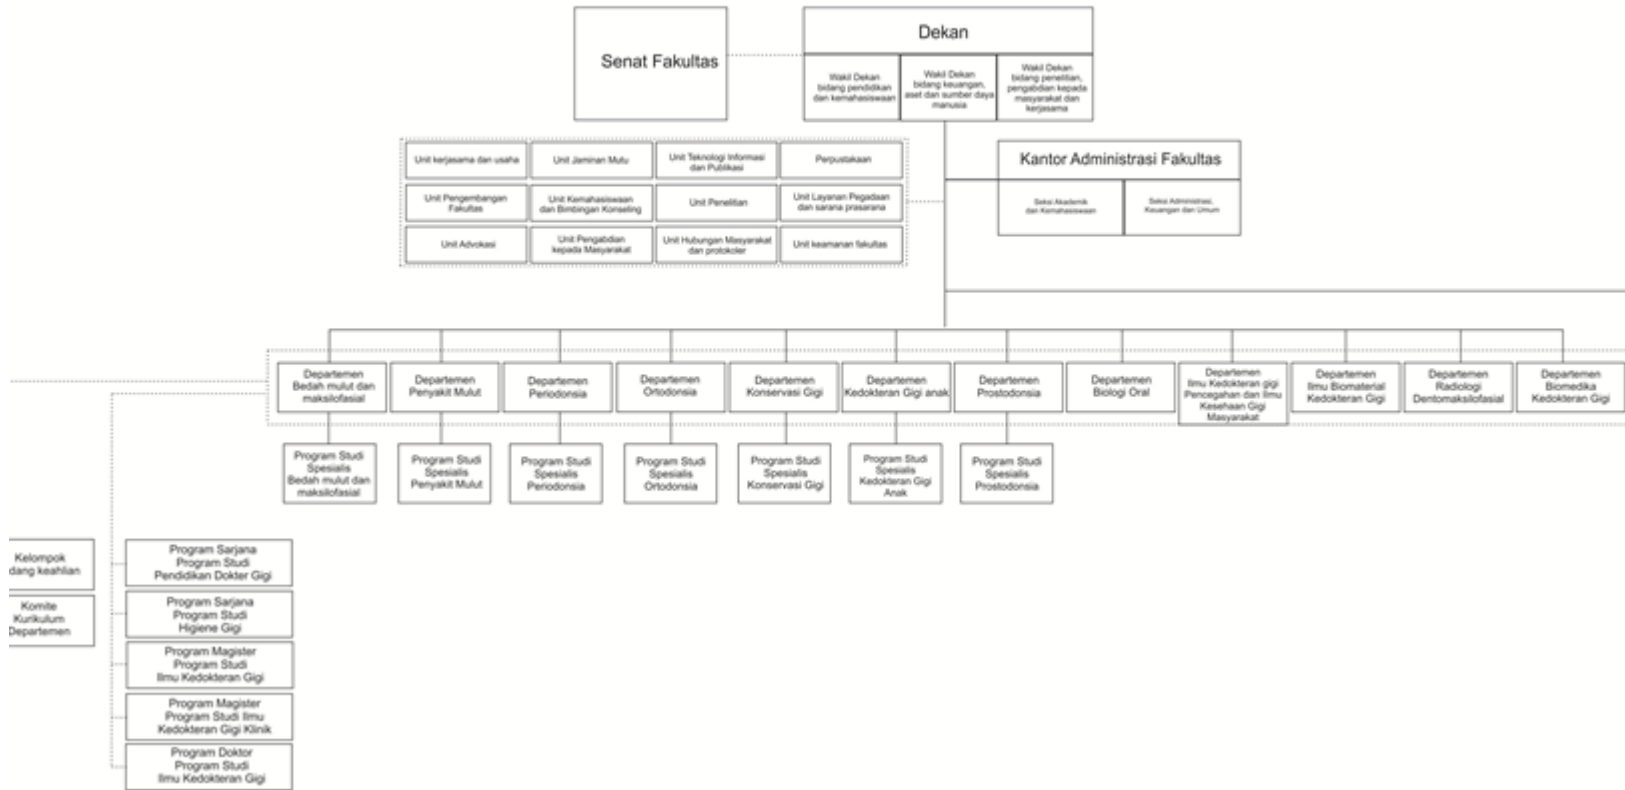 Senat Fakultas
Dekan
Wakil Dekan
bidang pendidikan
dan kemahasiswaan
Wakil Dekan
bidang keuangan,
aset dan sumber daya
manusia
Wakil Dekan
bidang penelitian,
pengabdian kepada
masyarakat dan
kerjasama
Unit kerjasama dan usaha
Unit Jaminan Mutu
Unit Teknologi Informasi
dan Publikasi
Perpustakaan
Unit Pengembangan
Fakultas
Unit Kemahasiswaan
dan Bimbingan Konseling
Unit Penelitian
Unit Layanan Pegadaan
dan sarana prasarana
Unit Advokasi
Unit Pengabdian
kepada Masyarakat
Unit Hubungan Masyarakat
dan protokoler
Unit keamanan fakultas
Kantor Administrasi Fakultas
Seksi Akademik
dan Kemahasiswaan
Seksi Administrasi,
Keuangan dan Umum
Departemen
Bedah mulut dan
maksilofasial
Departemen
Penyakit Mulut
Departemen
Periodonsia
Departemen
Ortodonsia
Departemen
Konservasi Gigi
Departemen
Kedokteran Gigi anak
Departemen
Prostodonsia
Departemen
Biologi Oral
Departemen
Ilmu Kedokteran gigi
Pencegahan dan Ilmu
Kesehaan Gigi
Masyarakat
Departemen
Ilmu Biomaterial
Kedokteran Gigi
Departemen
Radiologi
Dentomaksilofasial
Departemen
Biomedika
Kedokteran Gigi
Program Studi
Spesialis
Bedah mulut dan
maksilofasial
Program Studi
Spesialis
Penyakit Mulut
Program Studi
Spesialis
Periodonsia
Program Studi
Spesialis
Ortodonsia
Program Studi
Spesialis
Konservasi Gigi
Program Studi
Spesialis
Kedokteran Gigi
Anak
Program Studi
Spesialis
Prostodonsia
Kelompok
dang keahlian
Komite
Kurikulum
Departemen
Program Sarjana
Program Studi
Pendidikan Dokter Gigi
Program Sarjana
Program Studi
Higiene Gigi
Program Magister
Program Studi
Ilmu Kedokteran Gigi
Program Magister
Program Studi Ilmu
Kedokteran Gigi Klinik
Program Doktor
Program Studi
Ilmu Kedokteran Gigi